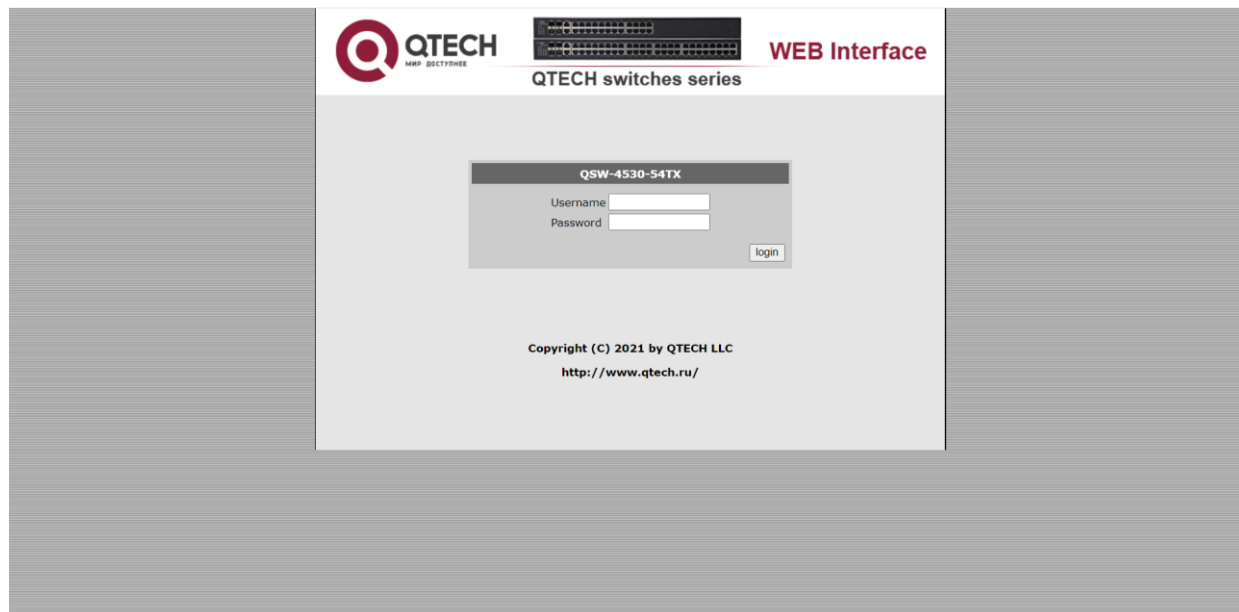 QTECH
МИР ДОСТУПНЕЕ
WEB Interface
QTECH switches series
QSW-4530-54TX
Username
Password
login
Copyright (C) 2021 by QTECH LLC
http://www.qtech.ru/